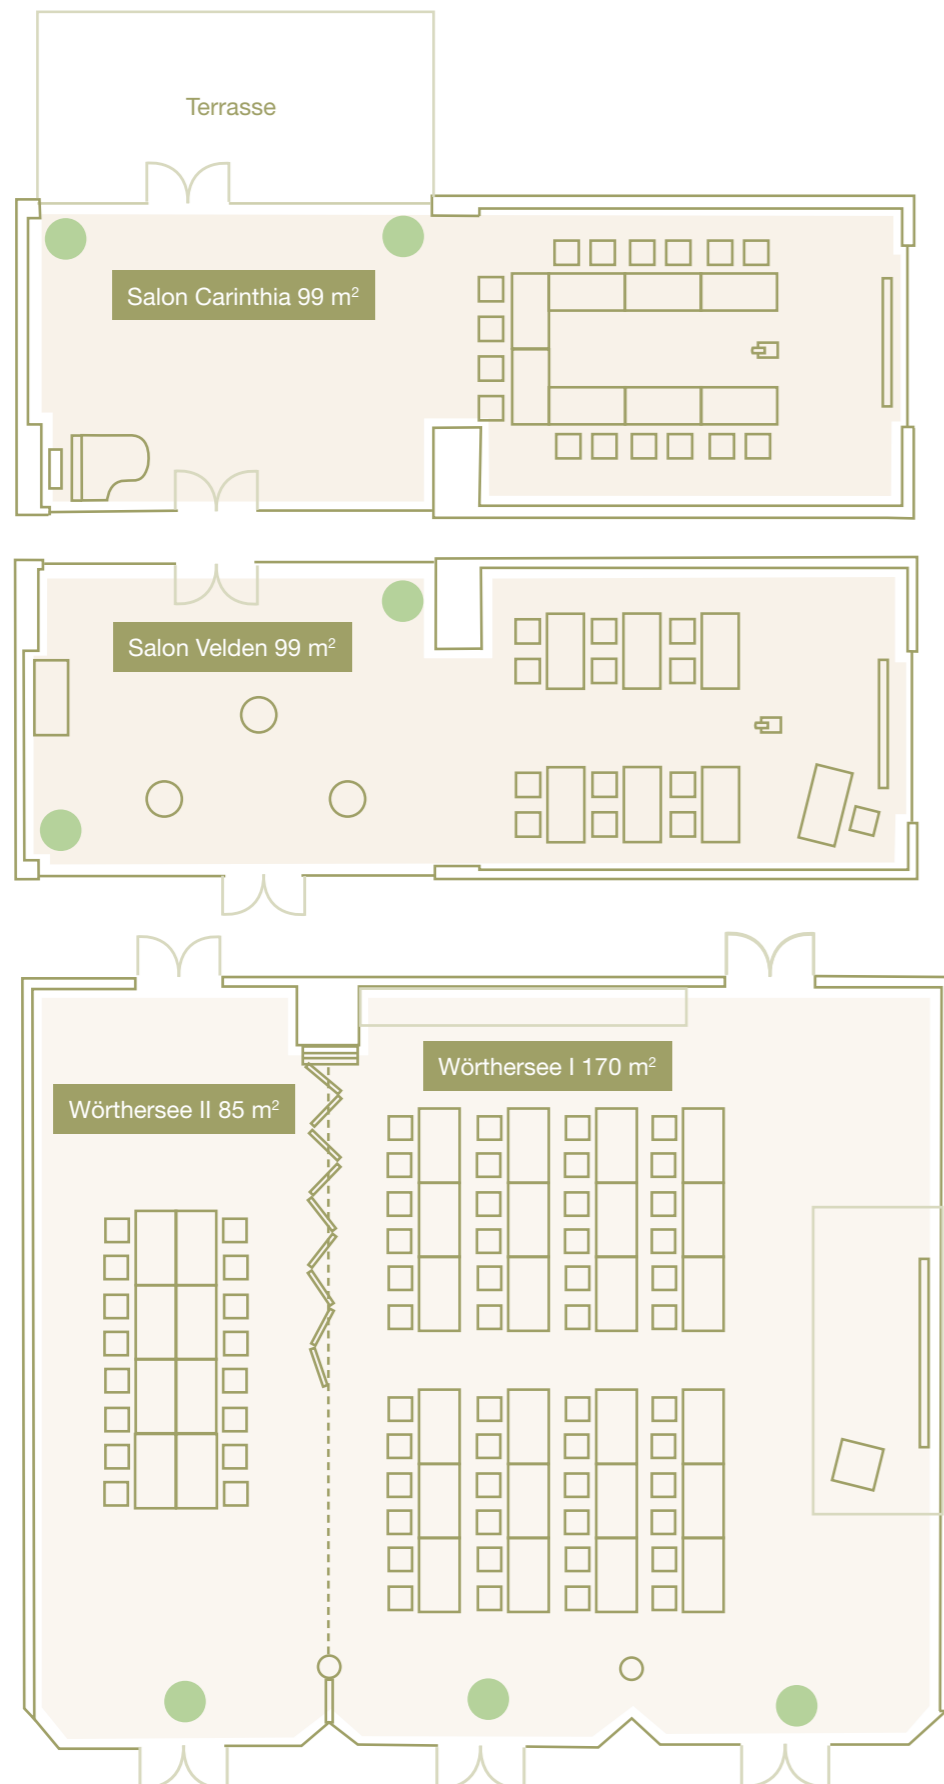 Terrasse
Salon Carinthia 99 m²
Salon Velden 99 m²
Wörthersee I 170 m²
Wörthersee II 85 m²